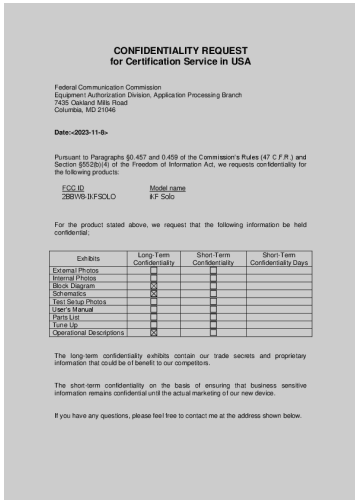 CONFIDENTIALITY REQUEST
for Certification Service in USA
Federal Communication Commission
Equipment Authorization Division, Application Processing Branch
7435 Oakland Mills Road
Columbia, MD 21046
Date:<2023-11-8>
Pursuant to Paragraphs §0.457 and 0.459 of the Commission's Rules (47 C.F.R.) and
Section §552(b)(4) of the Freedom of Information Act, we requests confidentiality for
the following products:
FCC ID Model name
2BBW8-IKFSOLO iKF Solo
For the product stated above, we request that the following information be held
confidential;
Exhibits Long-Term Confidentiality Short-Term Confidentiality Short-Term Confidentiality Days
External Photos ☐ ☐
Internal Photos ☐ ☐
Block Diagram ☒ ☐
Schematics ☒ ☐
Test Setup Photos ☐ ☐
User's Manual ☐ ☐
Parts List ☐ ☐
Tune Up ☐ ☐
Operational Descriptions ☒ ☐
The long-term confidentiality exhibits contain our trade secrets and proprietary
information that could be of benefit to our competitors.
The short-term confidentiality on the basis of ensuring that business sensitive
information remains confidential until the actual marketing of our new device.
If you have any questions, please feel free to contact me at the address shown below.